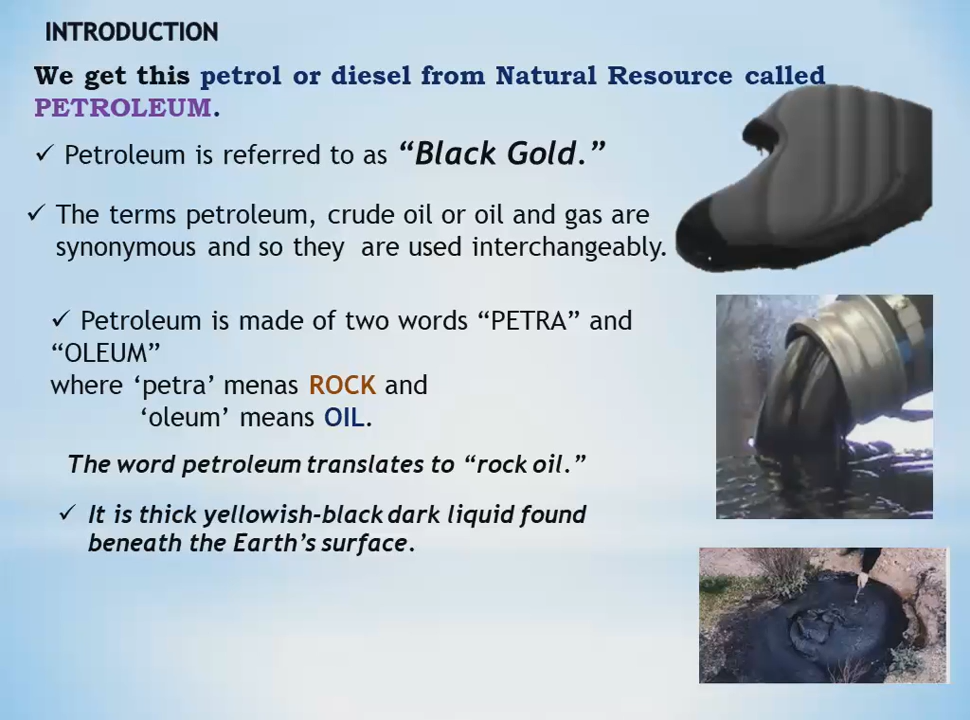 INTRODUCTION
We get this petrol or diesel from Natural Resource called
PETROLEUM.
✓ Petroleum is referred to as “Black Gold.”
✓ The terms petroleum, crude oil or oil and gas are
synonymous and so they are used interchangeably.
✓ Petroleum is made of two words “PETRA” and
“OLEUM”
where ‘petra’ menas ROCK and
‘oleum’ means OIL.
The word petroleum translates to “rock oil.”
✓ It is thick yellowish-black dark liquid found
beneath the Earth’s surface.